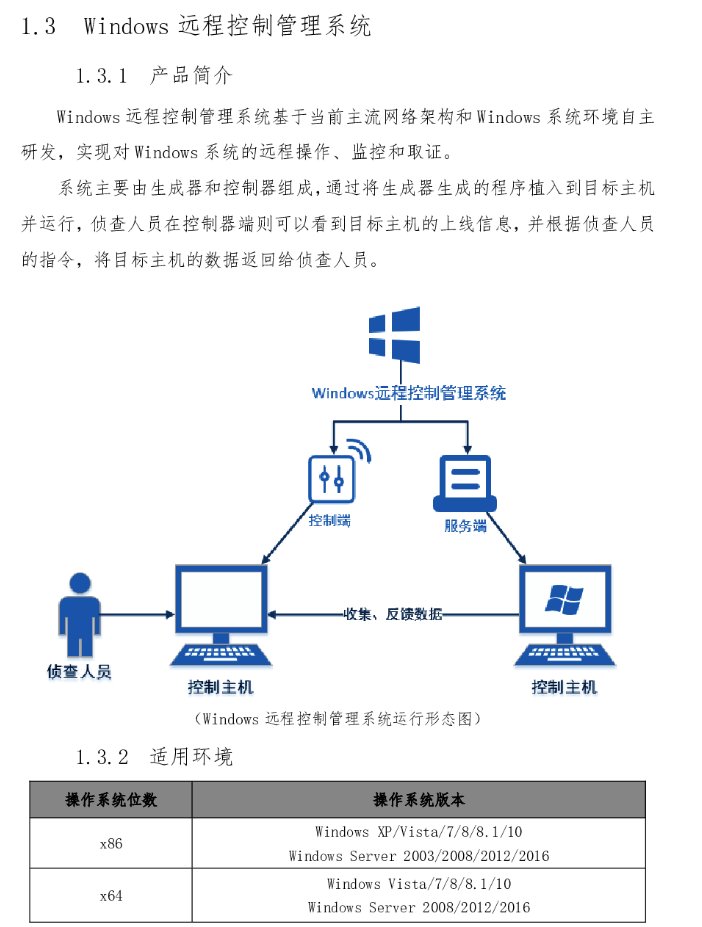 1.3 Windows 远程控制管理系统
1.3.1 产品简介
Windows 远程控制管理系统基于当前主流网络架构和 Windows 系统环境自主
研发，实现对 Windows 系统的远程操作、监控和取证。
系统主要由生成器和控制器组成，通过将生成器生成的程序植入到目标主机
并运行，侦查人员在控制器端则可以看到目标主机的上线信息，并根据侦查人员
的指令，将目标主机的数据返回给侦查人员。
Windows远程控制管理系统
控制端
服务端
收集、反馈数据
侦查人员
控制主机
控制主机
（Windows 远程控制管理系统运行形态图）
1.3.2 适用环境
操作系统位数 操作系统版本
x86
Windows XP/Vista/7/8/8.1/10
Windows Server 2003/2008/2012/2016
x64
Windows Vista/7/8/8.1/10
Windows Server 2008/2012/2016